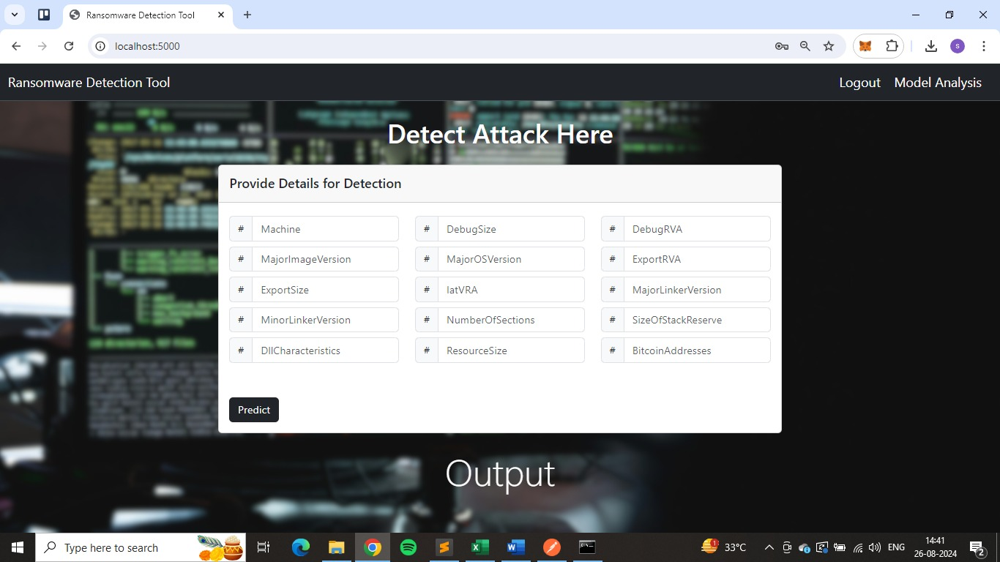 Ransomware Detection Tool
localhost:5000
S
Ransomware Detection Tool
Logout
Model Analysis
Detect Attack Here
Provide Details for Detection
# Machine
# DebugSize
# DebugRVA
# MajorImageVersion
# MajorOSVersion
# ExportRVA
# ExportSize
# IatVRA
# MajorLinkerVersion
# MinorLinkerVersion
# NumberOfSections
# SizeOfStackReserve
# DllCharacteristics
# ResourceSize
# BitcoinAddresses
Predict
Output
Type here to search
1
33°C
ENG
14:41
26-08-2024
2